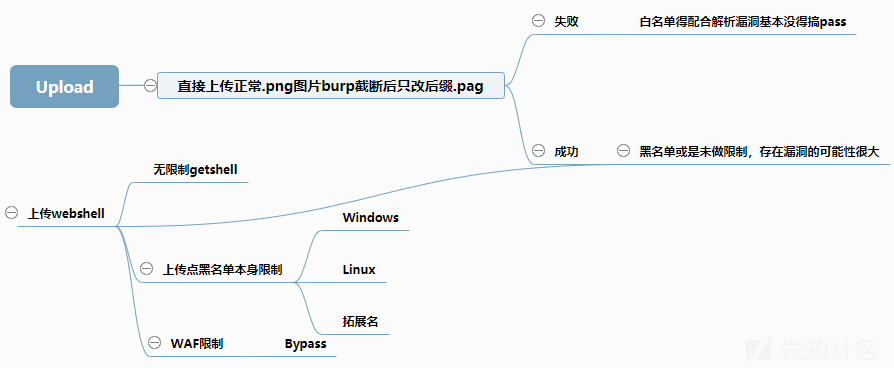 失败
白名单得配合解析漏洞基本没得搞pass
Upload
直接上传正常.png图片burp截断后只改后缀.pag
成功
黑名单或是未做限制，存在漏洞的可能性很大
无限制getshell
上传webshell
Windows
上传点黑名单本身限制
Linux
拓展名
WAF限制
Bypass
先知社区